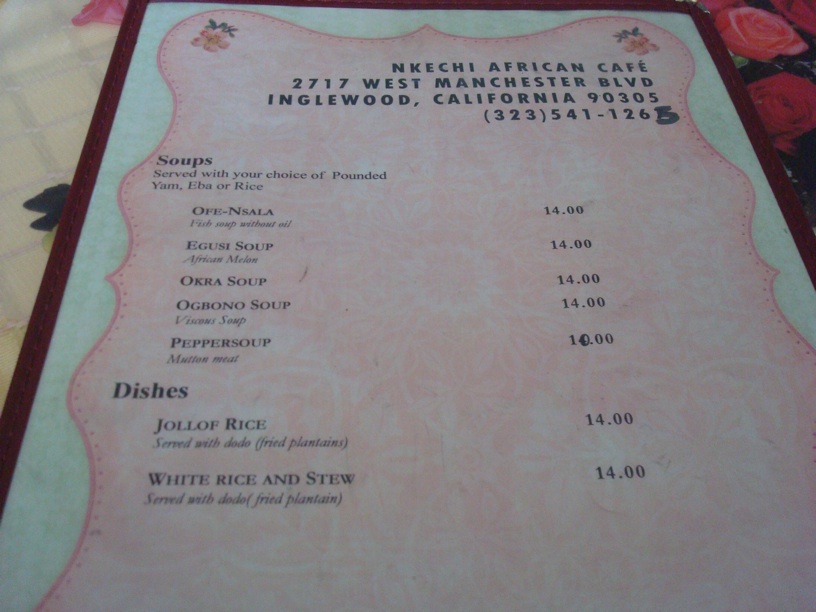 NKECHI AFRICAN CAFÉ
2717 WEST MANCHESTER BLVD
INGLEWOOD, CALIFORNIA 90305
(323)541-1265
Soups
Served with your choice of Pounded
Yam, Eba or Rice
OFE-NSALA 14.00
Fish soup without oil
EGUSI SOUP 14.00
African Melon
OKRA SOUP 14.00
OGBONO SOUP 14.00
Viscous Soup
PEPPERSOUP 10.00
Mutton meat
Dishes
JOLLOF RICE 14.00
Served with dodo (fried plantains)
WHITE RICE AND STEW 14.00
Served with dodo( fried plantain)